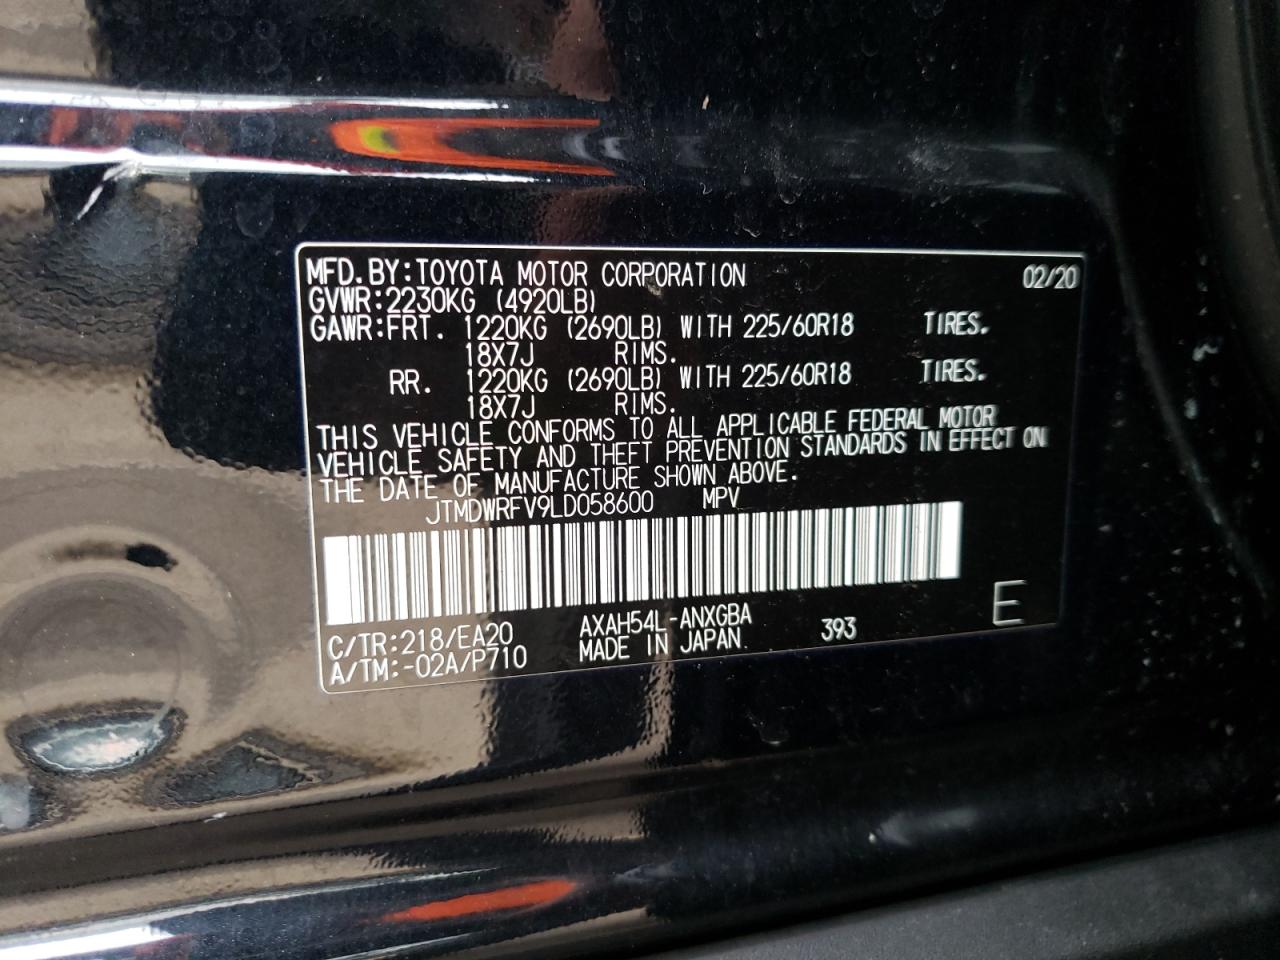 MFD.BY:TOYOTA MOTOR CORPORATION 02/20
GVWR:2230KG (4920LB)
GAWR:FRT. 1220KG (2690LB) WITH 225/60R18 TIRES.
18X7J RIMS.
RR. 1220KG (2690LB) WITH 225/60R18 TIRES.
18X7J RIMS.
THIS VEHICLE CONFORMS TO ALL APPLICABLE FEDERAL MOTOR
VEHICLE SAFETY AND THEFT PREVENTION STANDARDS IN EFFECT ON
THE DATE OF MANUFACTURE SHOWN ABOVE.
JTMDWRFV9LD058600 MPV
C/TR:218/EA20 AXAH54L-ANXGBA 393 E
A/TM:-02A/P710 MADE IN JAPAN.